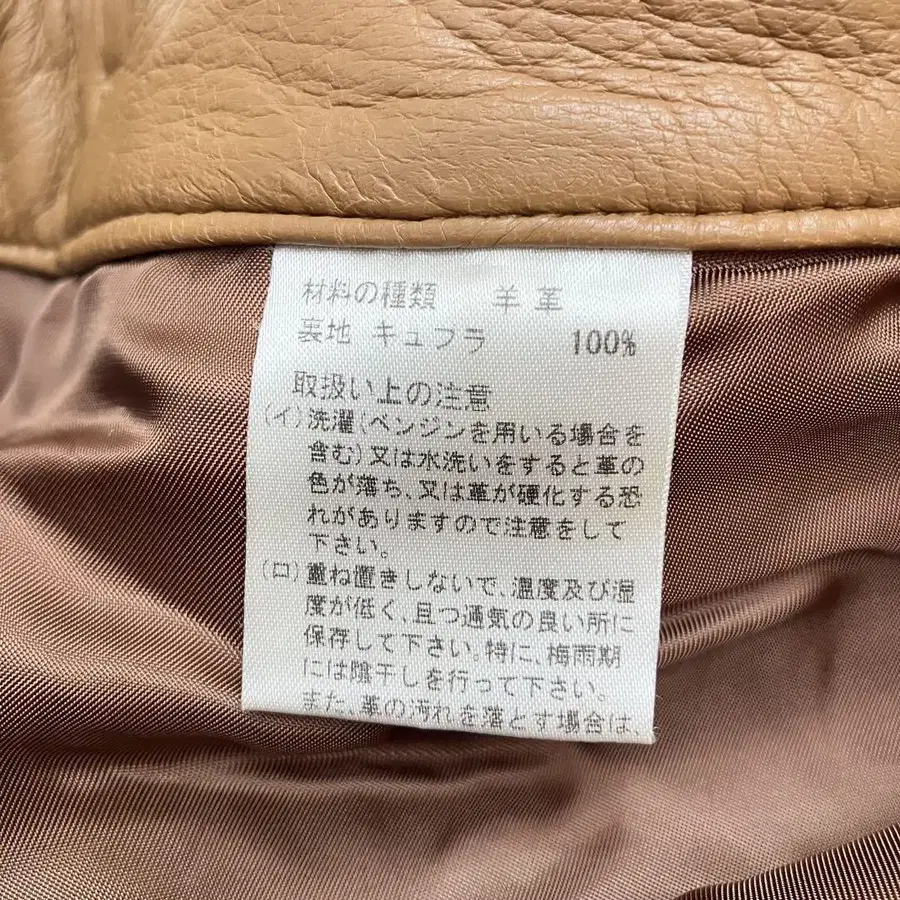 材料の種類 羊革
裏地 キュフラ 100%
取扱い上の注意
(イ)洗濯(ベンジンを用いる場合を
含む)又は水洗いをすると革の
色が落ち、又は革が硬化する恐
れがありますので注意をして
下さい。
(ロ)重ね置きしないで、温度及び湿
度が低く、且つ通気の良い所に
保存して下さい。特に、梅雨期
には陰干しを行って下さい。
また、革の汚れを落とす場合は、